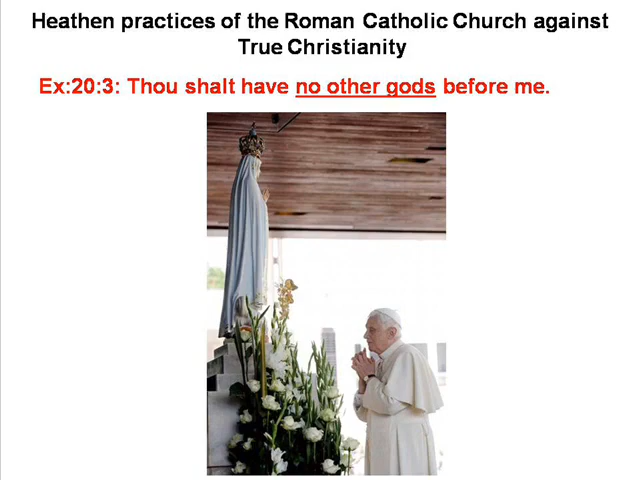 Heathen practices of the Roman Catholic Church against
True Christianity
Ex:20:3: Thou shalt have no other gods before me.